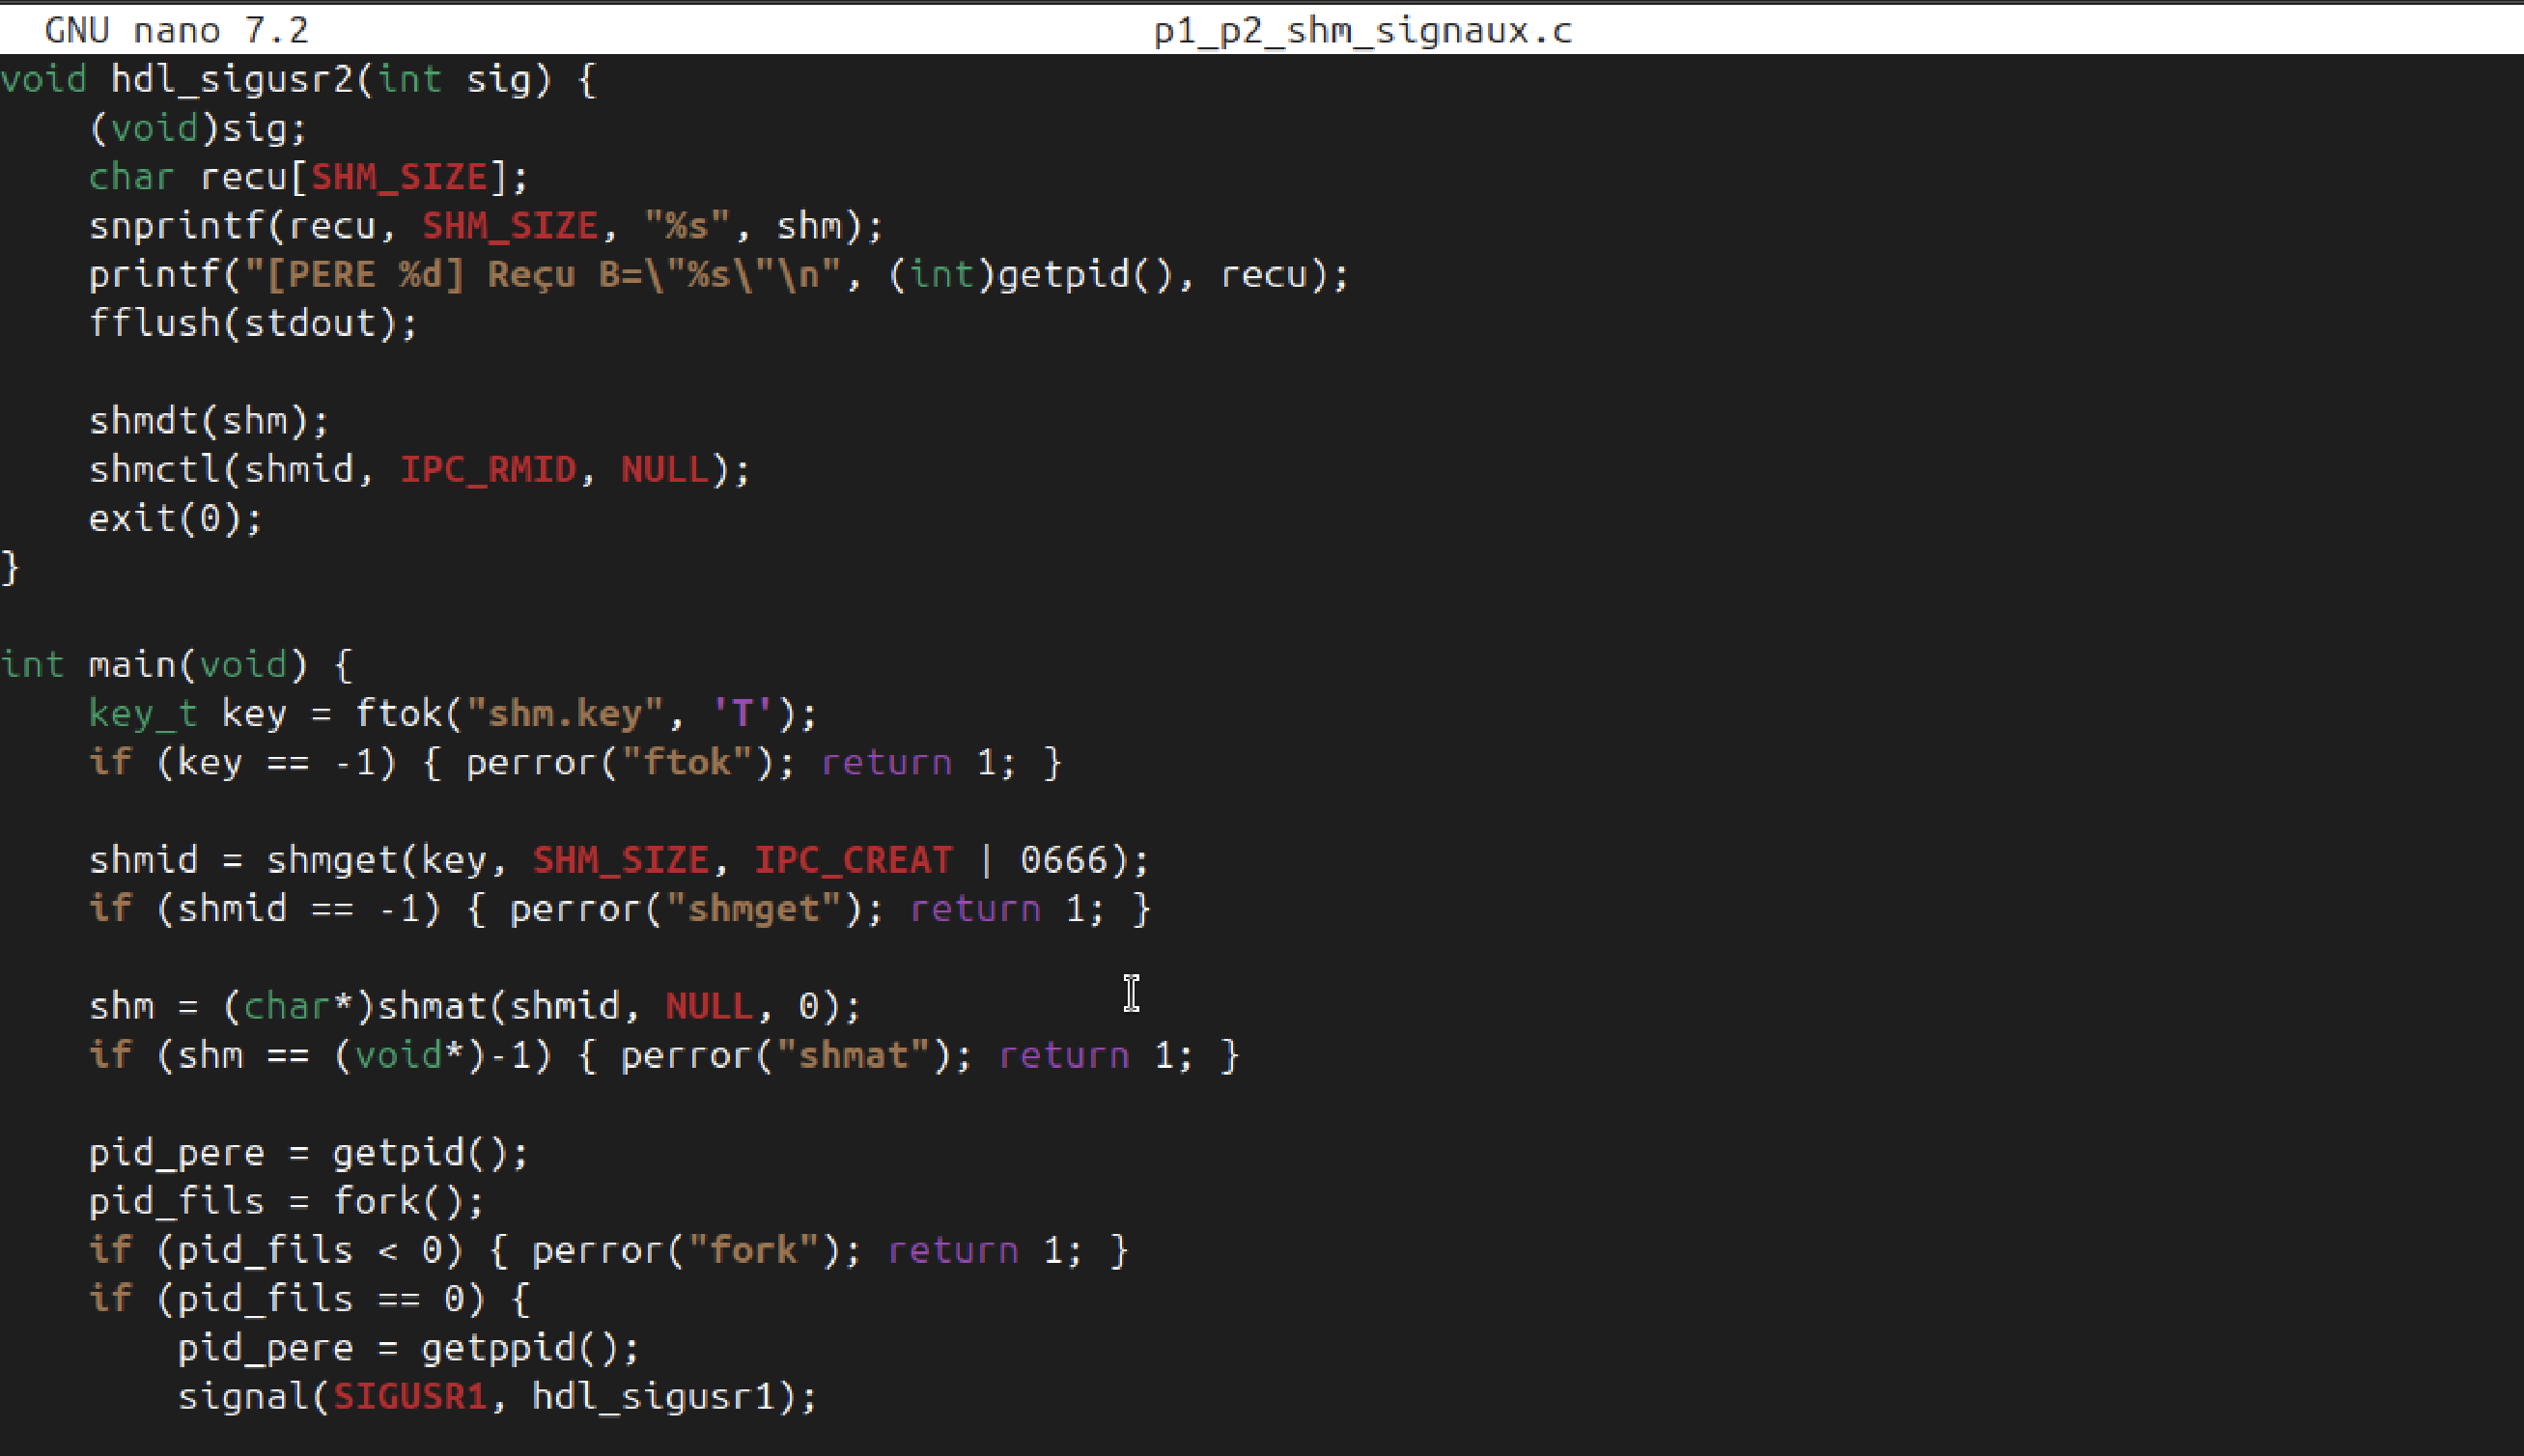 GNU nano 7.2 p1_p2_shm_signaux.c
void hdl_sigusr2(int sig) {
    (void)sig;
    char recu[SHM_SIZE];
    snprintf(recu, SHM_SIZE, "%s", shm);
    printf("[PERE %d] Reçu B=\"%s\"\n", (int)getpid(), recu);
    fflush(stdout);

    shmdt(shm);
    shmctl(shmid, IPC_RMID, NULL);
    exit(0);
}

int main(void) {
    key_t key = ftok("shm.key", 'T');
    if (key == -1) { perror("ftok"); return 1; }

    shmid = shmget(key, SHM_SIZE, IPC_CREAT | 0666);
    if (shmid == -1) { perror("shmget"); return 1; }

    shm = (char*)shmat(shmid, NULL, 0);
    if (shm == (void*)-1) { perror("shmat"); return 1; }

    pid_pere = getpid();
    pid_fils = fork();
    if (pid_fils < 0) { perror("fork"); return 1; }
    if (pid_fils == 0) {
        pid_pere = getppid();
        signal(SIGUSR1, hdl_sigusr1);